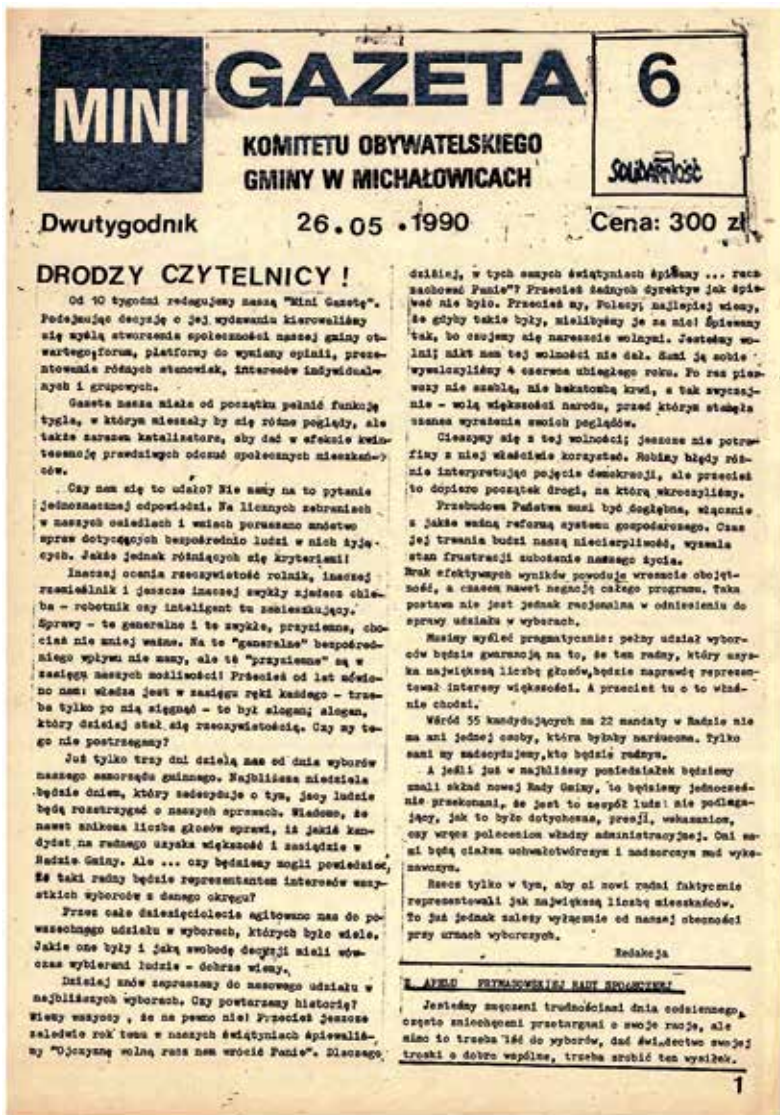 MINI
GAZETA
6
KOMITETU OBYWATELSKIEGO
GMINY W MICHAŁOWICACH
SOLIDARNOŚĆ
Dwutygodnik
26.05.1990
Cena: 300 zł
DRODZY CZYTELNICY !
Od 10 tygodni redagujemy naszą "Mini Gazetę".
Podejmując decyzję o jej wydawaniu kierowaliśmy
się myślą stworzenia społeczności naszej gminy ot-
wartego forum, platformy do wymiany opinii, preze-
ntowania różnych stanowisk, interesów indywidual-
nych i grupowych.
Gazeta nasza miała od początku pełnić funkcję
tygla, w którym mieszały by się różne poglądy, ale
także zarazem katalizatora, aby dać w efekcie kwin-
tesencję prawdziwych odczuć społecznych mieszkań-
ców.
Czy nam się to udało? Nie mamy na to pytanie
jednoznacznej odpowiedzi. Na licznych zebraniach
w naszych osiedlach i wsiach poruszano mnóstwo
spraw dotyczących bezpośrednio ludzi w nich żyją-
cych. Jakże jednak różniących się kryteriami!
Inaczej ocenia rzeczywistość rolnik, inaczej
rzemieślnik i jeszcze inaczej zwykły zjadacz chle-
ba - robotnik czy inteligent tu zamieszkujący.
Sprawy - te generalne i te zwykłe, przyziemne, cho-
ciaż nie mniej ważne. Na te "generalne" bezpośred-
niego wpływu nie mamy, ale te "przyziemne" są w
zasięgu naszych możliwości! Przecież od lat mówio-
no nam: władza jest w zasięgu ręki każdego - trze-
ba tylko po nią sięgnąć - to był slogan; slogan,
który dzisiaj stał się rzeczywistością. Czy my te-
go nie postrzegamy?
Już tylko trzy dni dzielą nas od dnia wyborów
naszego samorządu gminnego. Najbliższa niedziela
będzie dniem, który zadecyduje o tym, jacy ludzie
będą rozstrzygać o naszych sprawach. Wiadomo, że
nawet znikoma liczba głosów sprawi, iż jakiś kan-
dydat na radnego uzyska większość i zasiądzie w
Radzie Gminy. Ale ... czy będziemy mogli powiedzieć,
że taki radny będzie reprezentantem interesów wszy-
stkich wyborców z danego okręgu?
Przez całe dziesięciolecia agitowano nas do po-
wszechnego udziału w wyborach, których było wiele.
Jakie one były i jaką swobodę decyzji mieli wów-
czas wybierani ludzie - dobrze wiemy.
Dzisiaj znów zapraszamy do masowego udziału w
najbliższych wyborach. Czy powtarzamy historię?
Wiemy wszyscy , że na pewno nie! Przecież jeszcze
zaledwie rok temu w naszych świątyniach śpiewaliś-
my "Ojczyznę wolną racz nam wrócić Panie". Dlaczego
dzisiaj, w tych samych świątyniach śpiewamy ... racz
zachować Panie"? Przecież żadnych dyrektyw jak śpie-
wać nie było. Przecież my, Polacy; najlepiej wiemy,
że gdyby takie były, mielibyśmy je za nic! Śpiewamy
tak, bo czujemy się nareszcie wolnymi. Jesteśmy wo-
lni; nikt nam tej wolności nie dał. Sami ją sobie
wywalczyliśmy 4 czerwca ubiegłego roku. Po raz pier-
wszy nie szablą, nie hekatombą krwi, a tak zwyczaj-
nie - wolą większości narodu, przed którym stanęła
szansa wyrażenia swoich poglądów.
Cieszymy się z tej wolności; jeszcze nie potra-
fimy z niej właściwie korzystać. Robimy błędy róż-
nie interpretując pojęcie demokracji, ale przecież
to dopiero początek drogi, na którą wkroczyliśmy.
Przebudowa Państwa musi być dogłębna, włącznie
z jakże ważną reformą systemu gospodarczego. Czas
jej trwania budzi naszą niecierpliwość, wyzwala
stan frustracji zubożenie naszego życia.
Brak efektywnych wyników powoduje wreszcie obojęt-
ność, a czasem nawet negację całego programu. Taka
postawa nie jest jednak racjonalna w odniesieniu do
sprawy udziału w wyborach.
Musimy myśleć pragmatycznie: pełny udział wybor-
ców będzie gwarancją na to, że ten radny, który uzys-
ka największą liczbę głosów,będzie naprawdę reprezen-
tował interesy większości. A przecież tu o to właś-
nie chodzi.
Wśród 55 kandydujących na 22 mandaty w Radzie nie
ma ani jednej osoby, która byłaby narzucona. Tylko
sami my zadecydujemy,kto będzie radnym.
A jeśli już w najbliższy poniedziałek będziemy
znali skład nowej Rady Gminy, to będziemy jednocześ-
nie przekonani, że jest to zespół ludzi nie podlega-
jący, jak to było dotychczas, presji, wskazaniom,
czy wręcz poleceniom władzy administracyjnej. Oni sa-
mi będą ciałem uchwałotwórczym i nadzorczym nad wyko-
nawczym.
Rzecz tylko w tym, aby ci nowi radni faktycznie
reprezentowali jak największą liczbę mieszkańców.
To już jednak zależy wyłącznie od naszej obecności
przy urnach wyborczych.
Redakcja
Z APELU PRYMASOWSKIEJ RADY SPOŁECZNEJ
Jesteśmy zmęczeni trudnościami dnia codziennego,
często zniechęceni przetargami o swoje racje, ale
mimo to trzeba iść do wyborów, dać świadectwo swojej
troski o dobro wspólne, trzeba zrobić ten wysiłek.
1